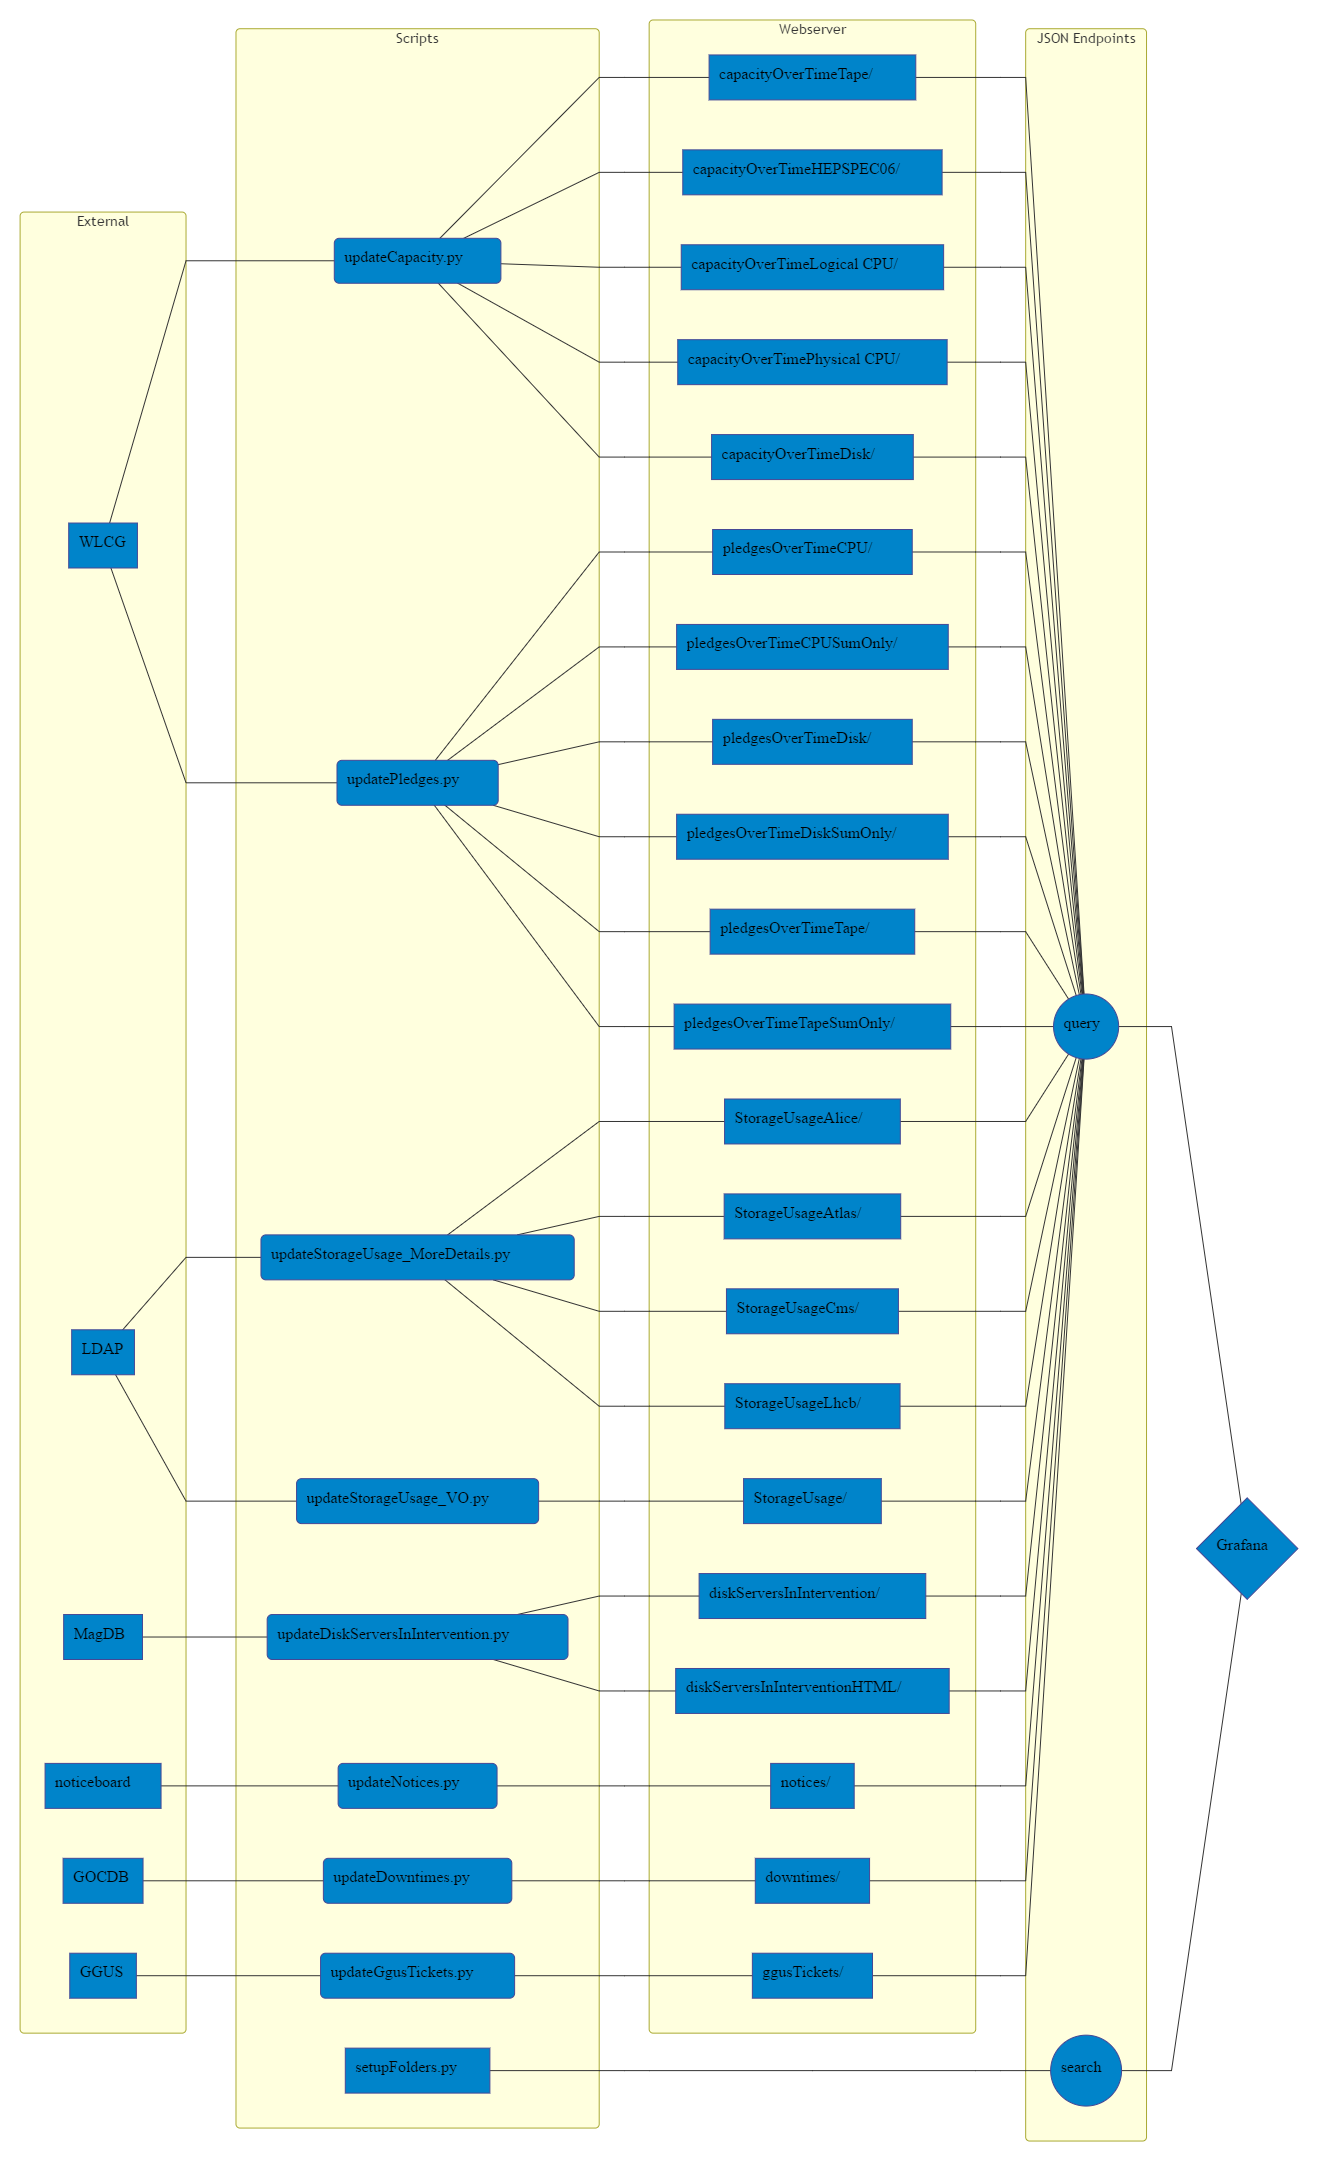 External
WLCG
LDAP
MagDB
noticeboard
GOCDB
GGUS
Scripts
updateCapacity.py
updatePledges.py
updateStorageUsage_MoreDetails.py
updateStorageUsage_VO.py
updateDiskServersInIntervention.py
updateNotices.py
updateDowntimes.py
updateGgusTickets.py
setupFolders.py
Webserver
capacityOverTimeTape/
capacityOverTimeHEPSPEC06/
capacityOverTimeLogical CPU/
capacityOverTimePhysical CPU/
capacityOverTimeDisk/
pledgesOverTimeCPU/
pledgesOverTimeCPUSumOnly/
pledgesOverTimeDisk/
pledgesOverTimeDiskSumOnly/
pledgesOverTimeTape/
pledgesOverTimeTapeSumOnly/
StorageUsageAlice/
StorageUsageAtlas/
StorageUsageCms/
StorageUsageLhcb/
StorageUsage/
diskServersInIntervention/
diskServersInInterventionHTML/
notices/
downtimes/
ggusTickets/
JSON Endpoints
query
search
Grafana